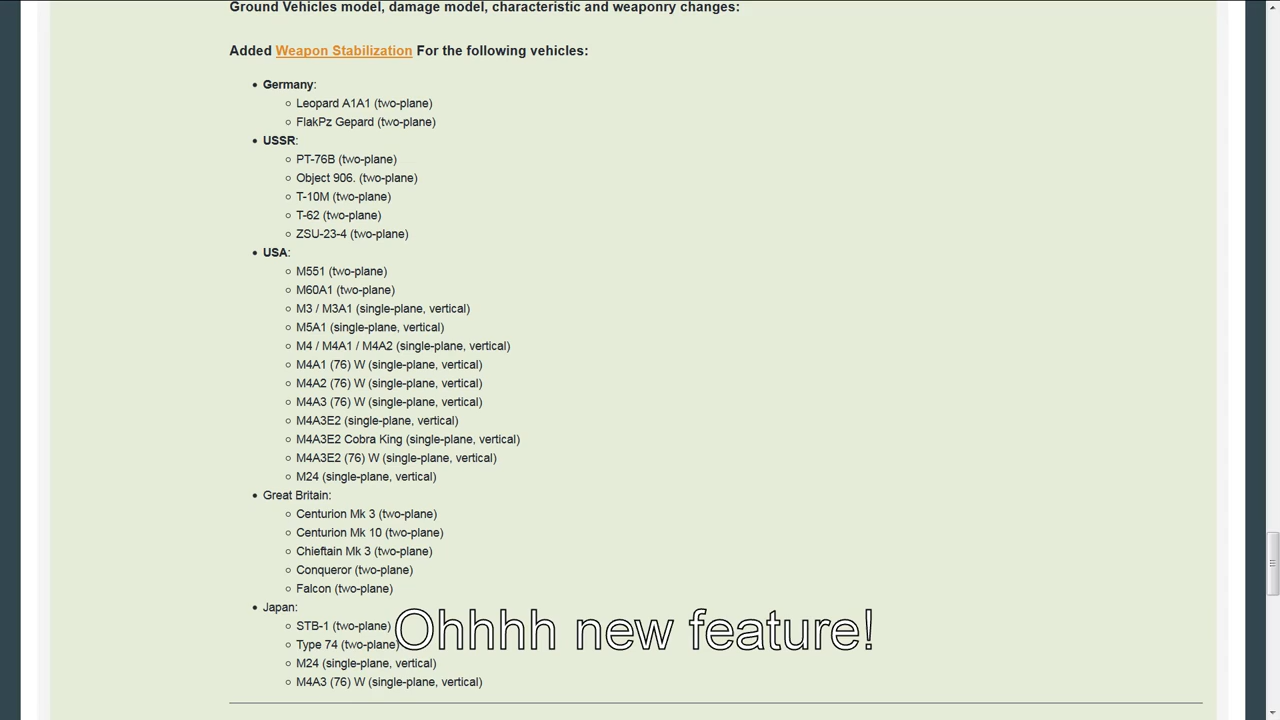 Ground Vehicles model, damage model, characteristic and weaponry changes:
Added Weapon Stabilization For the following vehicles:
Germany:
Leopard A1A1 (two-plane)
FlakPz Gepard (two-plane)
USSR:
PT-76B (two-plane)
Object 906. (two-plane)
T-10M (two-plane)
T-62 (two-plane)
ZSU-23-4 (two-plane)
USA:
M551 (two-plane)
M60A1 (two-plane)
M3 / M3A1 (single-plane, vertical)
M5A1 (single-plane, vertical)
M4 / M4A1 / M4A2 (single-plane, vertical)
M4A1 (76) W (single-plane, vertical)
M4A2 (76) W (single-plane, vertical)
M4A3 (76) W (single-plane, vertical)
M4A3E2 (single-plane, vertical)
M4A3E2 Cobra King (single-plane, vertical)
M4A3E2 (76) W (single-plane, vertical)
M24 (single-plane, vertical)
Great Britain:
Centurion Mk 3 (two-plane)
Centurion Mk 10 (two-plane)
Chieftain Mk 3 (two-plane)
Conqueror (two-plane)
Falcon (two-plane)
Japan:
STB-1 (two-plane)
Type 74 (two-plane)
Ohhhh new feature!
M24 (single-plane, vertical)
M4A3 (76) W (single-plane, vertical)